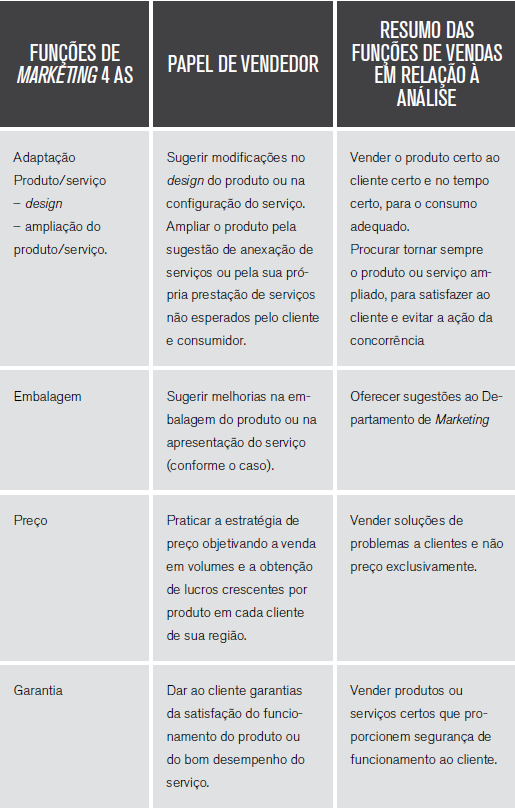 FUNÇÕES DE
MARKETING 4 AS
PAPEL DE VENDEDOR
RESUMO DAS
FUNÇÕES DE VENDAS
EM RELAÇÃO À
ANÁLISE
Adaptação
Produto/serviço
– design
– ampliação do
produto/serviço.
Sugerir modificações no
design do produto ou na
configuração do serviço.
Ampliar o produto pela
sugestão de anexação de
serviços ou pela sua pró-
pria prestação de serviços
não esperados pelo cliente
e consumidor.
Vender o produto certo ao
cliente certo e no tempo
certo, para o consumo
adequado.
Procurar tornar sempre
o produto ou serviço am-
pliado, para satisfazer ao
cliente e evitar a ação da
concorrência
Embalagem
Sugerir melhorias na em-
balagem do produto ou na
apresentação do serviço
(conforme o caso).
Oferecer sugestões ao De-
partamento de Marketing
Preço
Praticar a estratégia de
preço objetivando a venda
em volumes e a obtenção
de lucros crescentes por
produto em cada cliente
de sua região.
Vender soluções de
problemas a clientes e não
preço exclusivamente.
Garantia
Dar ao cliente garantias
da satisfação do funcio-
namento do produto ou
do bom desempenho do
serviço.
Vender produtos ou
serviços certos que pro-
porcionem segurança de
funcionamento ao cliente.